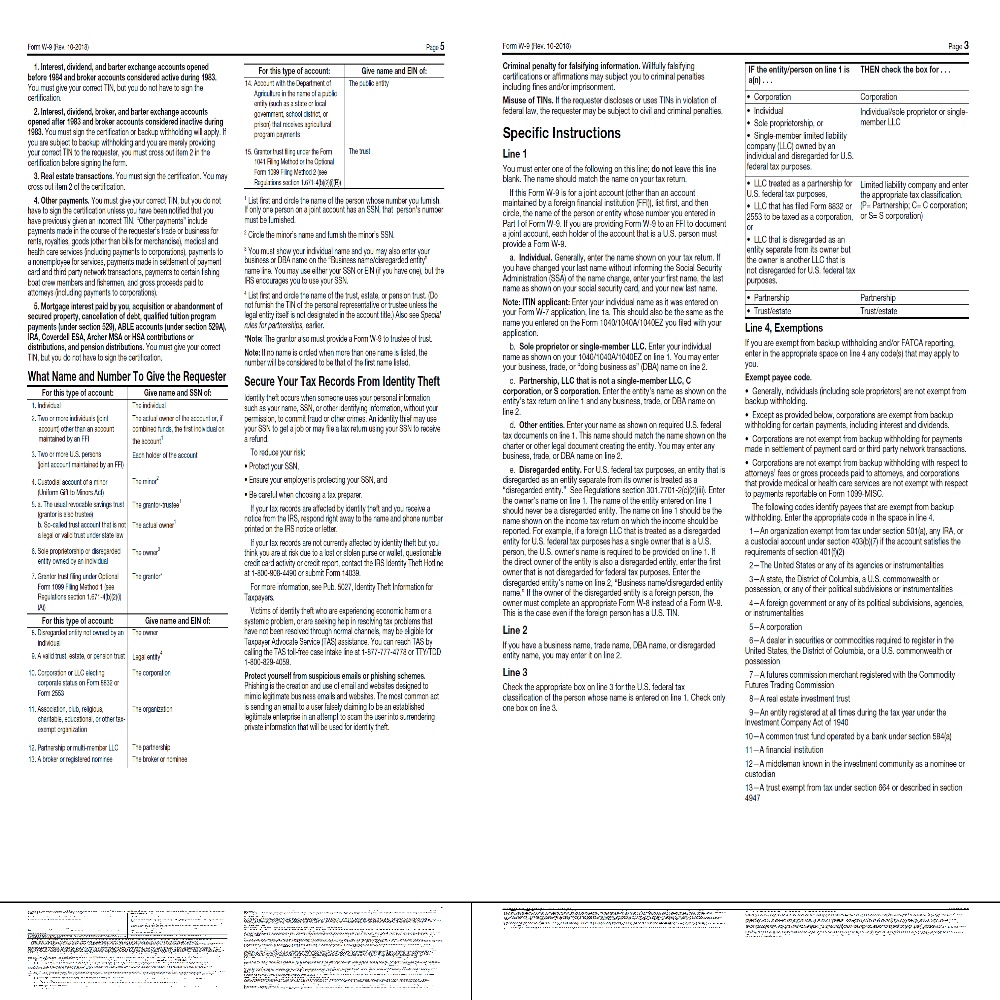 Form W-9 (Rev. 10-2018)
Page 5
1. Interest, dividend, and barter exchange accounts opened
before 1984 and broker accounts considered active during 1983.
You must give your correct TIN, but you do not have to sign the
certification.
2. Interest, dividend, broker, and barter exchange accounts
opened after 1983 and broker accounts considered inactive during
1983. You must sign the certification or backup withholding will apply. If
you are subject to backup withholding and you are merely providing
your correct TIN to the requester, you must cross out item 2 in the
certification before signing the form.
3. Real estate transactions. You must sign the certification. You may
cross out item 2 of the certification.
4. Other payments. You must give your correct TIN, but you do not
have to sign the certification unless you have been notified that you
have previously given an incorrect TIN. "Other payments" include
payments made in the course of the requester's trade or business for
rents, royalties, goods (other than bills for merchandise), medical and
health care services (including payments to corporations), payments to
a nonemployee for services, payments made in settlement of payment
card and third party network transactions, payments to certain fishing
boat crew members and fishermen, and gross proceeds paid to
attorneys (including payments to corporations).
5. Mortgage interest paid by you, acquisition or abandonment of
secured property, cancellation of debt, qualified tuition program
payments (under section 529), ABLE accounts (under section 529A),
IRA, Coverdell ESA, Archer MSA or HSA contributions or
distributions, and pension distributions. You must give your correct
TIN, but you do not have to sign the certification.
What Name and Number To Give the Requester
For this type of account: Give name and SSN of:
1. Individual The individual
2. Two or more individuals (joint The actual owner of the account or, if
account) other than an account combined funds, the first individual on
maintained by an FFI the account1
3. Two or more U.S. persons Each holder of the account
(joint account maintained by an FFI)
4. Custodial account of a minor The minor2
(Uniform Gift to Minors Act)
5. a. The usual revocable savings trust The grantor-trustee1
(grantor is also trustee)
b. So-called trust account that is not The actual owner1
a legal or valid trust under state law
6. Sole proprietorship or disregarded The owner3
entity owned by an individual
7. Grantor trust filing under Optional The grantor*
Form 1099 Filing Method 1 (see
Regulations section 1.671-4(b)(2)(i)
(A))
For this type of account: Give name and EIN of:
8. Disregarded entity not owned by an The owner
individual
9. A valid trust, estate, or pension trust Legal entity4
10. Corporation or LLC electing The corporation
corporate status on Form 8832 or
Form 2553
11. Association, club, religious, The organization
charitable, educational, or other tax-
exempt organization
12. Partnership or multi-member LLC The partnership
13. A broker or registered nominee The broker or nominee
For this type of account: Give name and EIN of:
14. Account with the Department of The public entity
Agriculture in the name of a public
entity (such as a state or local
government, school district, or
prison) that receives agricultural
program payments
15. Grantor trust filing under the Form The trust
1041 Filing Method or the Optional
Form 1099 Filing Method 2 (see
Regulations section 1.671-4(b)(2)(i)(B))
1 List first and circle the name of the person whose number you furnish.
If only one person on a joint account has an SSN, that person's number
must be furnished.
2 Circle the minor's name and furnish the minor's SSN.
3 You must show your individual name and you may also enter your
business or DBA name on the "Business name/disregarded entity"
name line. You may use either your SSN or EIN (if you have one), but the
IRS encourages you to use your SSN.
4 List first and circle the name of the trust, estate, or pension trust. (Do
not furnish the TIN of the personal representative or trustee unless the
legal entity itself is not designated in the account title.) Also see Special
rules for partnerships, earlier.
*Note: The grantor also must provide a Form W-9 to trustee of trust.
Note: If no name is circled when more than one name is listed, the
number will be considered to be that of the first name listed.
Secure Your Tax Records From Identity Theft
Identity theft occurs when someone uses your personal information
such as your name, SSN, or other identifying information, without your
permission, to commit fraud or other crimes. An identity thief may use
your SSN to get a job or may file a tax return using your SSN to receive
a refund.
To reduce your risk:
• Protect your SSN,
• Ensure your employer is protecting your SSN, and
• Be careful when choosing a tax preparer.
If your tax records are affected by identity theft and you receive a
notice from the IRS, respond right away to the name and phone number
printed on the IRS notice or letter.
If your tax records are not currently affected by identity theft but you
think you are at risk due to a lost or stolen purse or wallet, questionable
credit card activity or credit report, contact the IRS Identity Theft Hotline
at 1-800-908-4490 or submit Form 14039.
For more information, see Pub. 5027, Identity Theft Information for
Taxpayers.
Victims of identity theft who are experiencing economic harm or a
systemic problem, or are seeking help in resolving tax problems that
have not been resolved through normal channels, may be eligible for
Taxpayer Advocate Service (TAS) assistance. You can reach TAS by
calling the TAS toll-free case intake line at 1-877-777-4778 or TTY/TDD
1-800-829-4059.
Protect yourself from suspicious emails or phishing schemes.
Phishing is the creation and use of email and websites designed to
mimic legitimate business emails and websites. The most common act
is sending an email to a user falsely claiming to be an established
legitimate enterprise in an attempt to scam the user into surrendering
private information that will be used for identity theft.
Form W-9 (Rev. 10-2018)
Page 3
Criminal penalty for falsifying information. Willfully falsifying
certifications or affirmations may subject you to criminal penalties
including fines and/or imprisonment.
Misuse of TINs. If the requester discloses or uses TINs in violation of
federal law, the requester may be subject to civil and criminal penalties.
Specific Instructions
Line 1
You must enter one of the following on this line; do not leave this line
blank. The name should match the name on your tax return.
If this Form W-9 is for a joint account (other than an account
maintained by a foreign financial institution (FFI)), list first, and then
circle, the name of the person or entity whose number you entered in
Part I of Form W-9. If you are providing Form W-9 to an FFI to document
a joint account, each holder of the account that is a U.S. person must
provide a Form W-9.
a. Individual. Generally, enter the name shown on your tax return. If
you have changed your last name without informing the Social Security
Administration (SSA) of the name change, enter your first name, the last
name as shown on your social security card, and your new last name.
Note: ITIN applicant: Enter your individual name as it was entered on
your Form W-7 application, line 1a. This should also be the same as the
name you entered on the Form 1040/1040A/1040EZ you filed with your
application.
b. Sole proprietor or single-member LLC. Enter your individual
name as shown on your 1040/1040A/1040EZ on line 1. You may enter
your business, trade, or "doing business as" (DBA) name on line 2.
c. Partnership, LLC that is not a single-member LLC, C
corporation, or S corporation. Enter the entity's name as shown on the
entity's tax return on line 1 and any business, trade, or DBA name on
line 2.
d. Other entities. Enter your name as shown on required U.S. federal
tax documents on line 1. This name should match the name shown on the
charter or other legal document creating the entity. You may enter any
business, trade, or DBA name on line 2.
e. Disregarded entity. For U.S. federal tax purposes, an entity that is
disregarded as an entity separate from its owner is treated as a
"disregarded entity." See Regulations section 301.7701-2(c)(2)(iii). Enter
the owner's name on line 1. The name of the entity entered on line 1
should never be a disregarded entity. The name on line 1 should be the
name shown on the income tax return on which the income should be
reported. For example, if a foreign LLC that is treated as a disregarded
entity for U.S. federal tax purposes has a single owner that is a U.S.
person, the U.S. owner's name is required to be provided on line 1. If
the direct owner of the entity is also a disregarded entity, enter the first
owner that is not disregarded for federal tax purposes. Enter the
disregarded entity's name on line 2, "Business name/disregarded entity
name." If the owner of the disregarded entity is a foreign person, the
owner must complete an appropriate Form W-8 instead of a Form W-9.
This is the case even if the foreign person has a U.S. TIN.
Line 2
If you have a business name, trade name, DBA name, or disregarded
entity name, you may enter it on line 2.
Line 3
Check the appropriate box on line 3 for the U.S. federal tax
classification of the person whose name is entered on line 1. Check only
one box on line 3.
IF the entity/person on line 1 is THEN check the box for . . .
a(n) . . .
• Corporation Corporation
• Individual Individual/sole proprietor or single-
• Sole proprietorship, or member LLC
• Single-member limited liability
company (LLC) owned by an
individual and disregarded for U.S.
federal tax purposes.
• LLC treated as a partnership for Limited liability company and enter
U.S. federal tax purposes, the appropriate tax classification.
• LLC that has filed Form 8832 or (P= Partnership; C= C corporation;
2553 to be taxed as a corporation, or S= S corporation)
or
• LLC that is disregarded as an
entity separate from its owner but
the owner is another LLC that is
not disregarded for U.S. federal tax
purposes.
• Partnership Partnership
• Trust/estate Trust/estate
Line 4, Exemptions
If you are exempt from backup withholding and/or FATCA reporting,
enter in the appropriate space on line 4 any code(s) that may apply to
you.
Exempt payee code.
• Generally, individuals (including sole proprietors) are not exempt from
backup withholding.
• Except as provided below, corporations are exempt from backup
withholding for certain payments, including interest and dividends.
• Corporations are not exempt from backup withholding for payments
made in settlement of payment card or third party network transactions.
• Corporations are not exempt from backup withholding with respect to
attorneys' fees or gross proceeds paid to attorneys, and corporations
that provide medical or health care services are not exempt with respect
to payments reportable on Form 1099-MISC.
The following codes identify payees that are exempt from backup
withholding. Enter the appropriate code in the space in line 4.
1—An organization exempt from tax under section 501(a), any IRA, or
a custodial account under section 403(b)(7) if the account satisfies the
requirements of section 401(f)(2)
2—The United States or any of its agencies or instrumentalities
3—A state, the District of Columbia, a U.S. commonwealth or
possession, or any of their political subdivisions or instrumentalities
4—A foreign government or any of its political subdivisions, agencies,
or instrumentalities
5—A corporation
6—A dealer in securities or commodities required to register in the
United States, the District of Columbia, or a U.S. commonwealth or
possession
7—A futures commission merchant registered with the Commodity
Futures Trading Commission
8—A real estate investment trust
9—An entity registered at all times during the tax year under the
Investment Company Act of 1940
10—A common trust fund operated by a bank under section 584(a)
11—A financial institution
12—A middleman known in the investment community as a nominee or
custodian
13—A trust exempt from tax under section 664 or described in section
4947